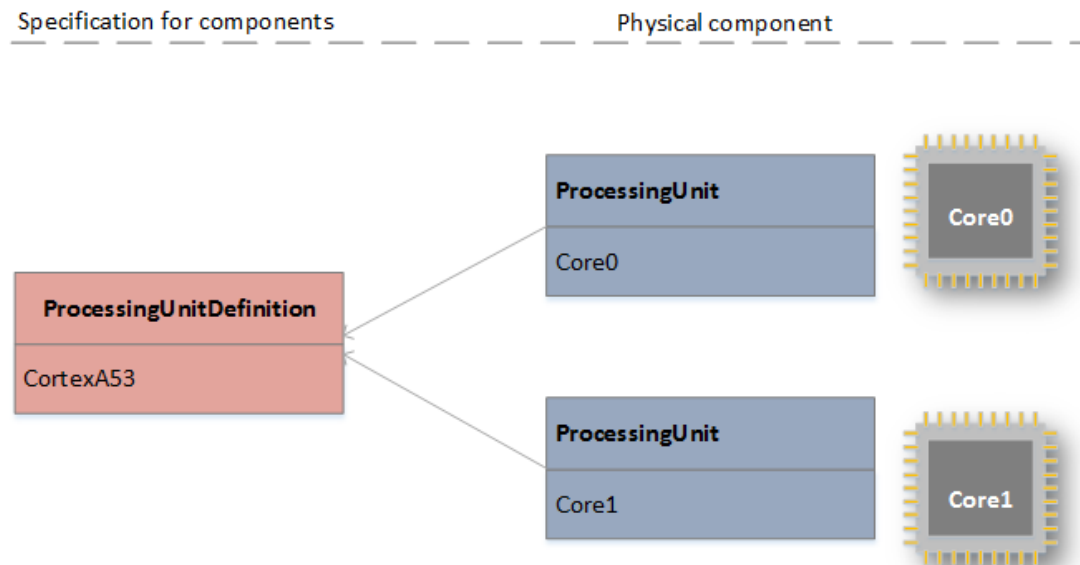 Specification for components
Physical component
ProcessingUnit
Core0
Core0
ProcessingUnitDefinition
CortexA53
ProcessingUnit
Core1
Core1